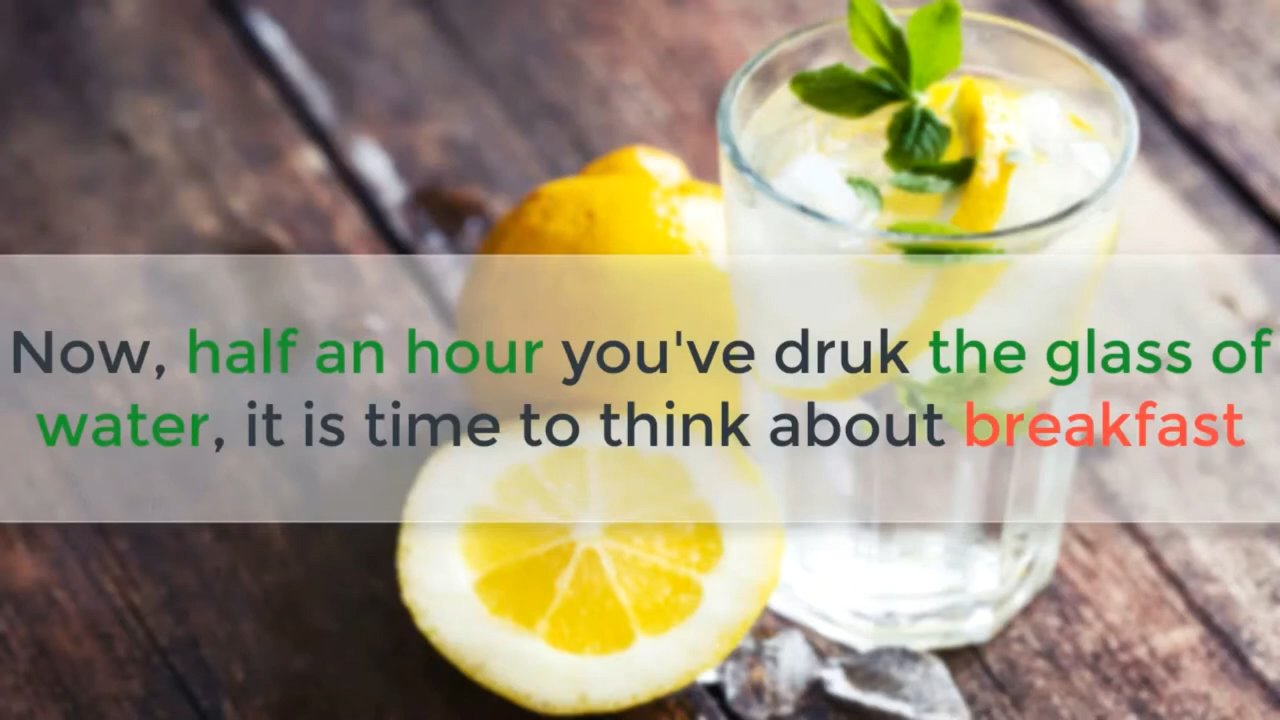 Now, half an hour you've druk the glass of
water, it is time to think about breakfast